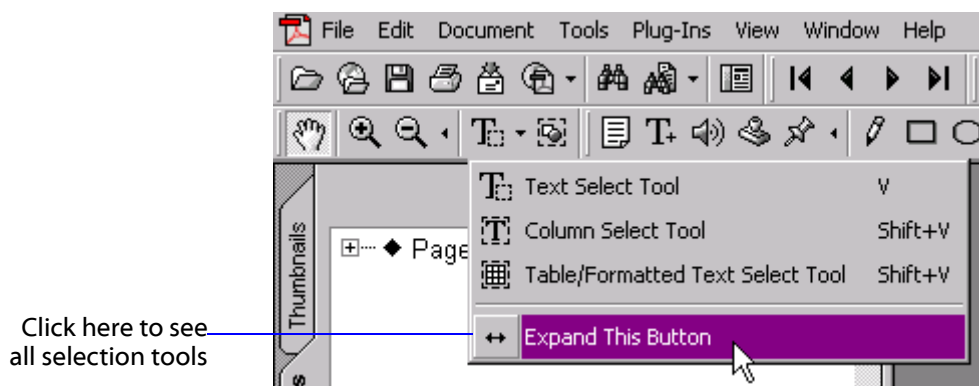 File Edit Document Tools Plug-Ins View Window Help
Text Select Tool V
Column Select Tool Shift+V
Table/Formatted Text Select Tool Shift+V
Expand This Button
Thumbnails
Page
Click here to see
all selection tools